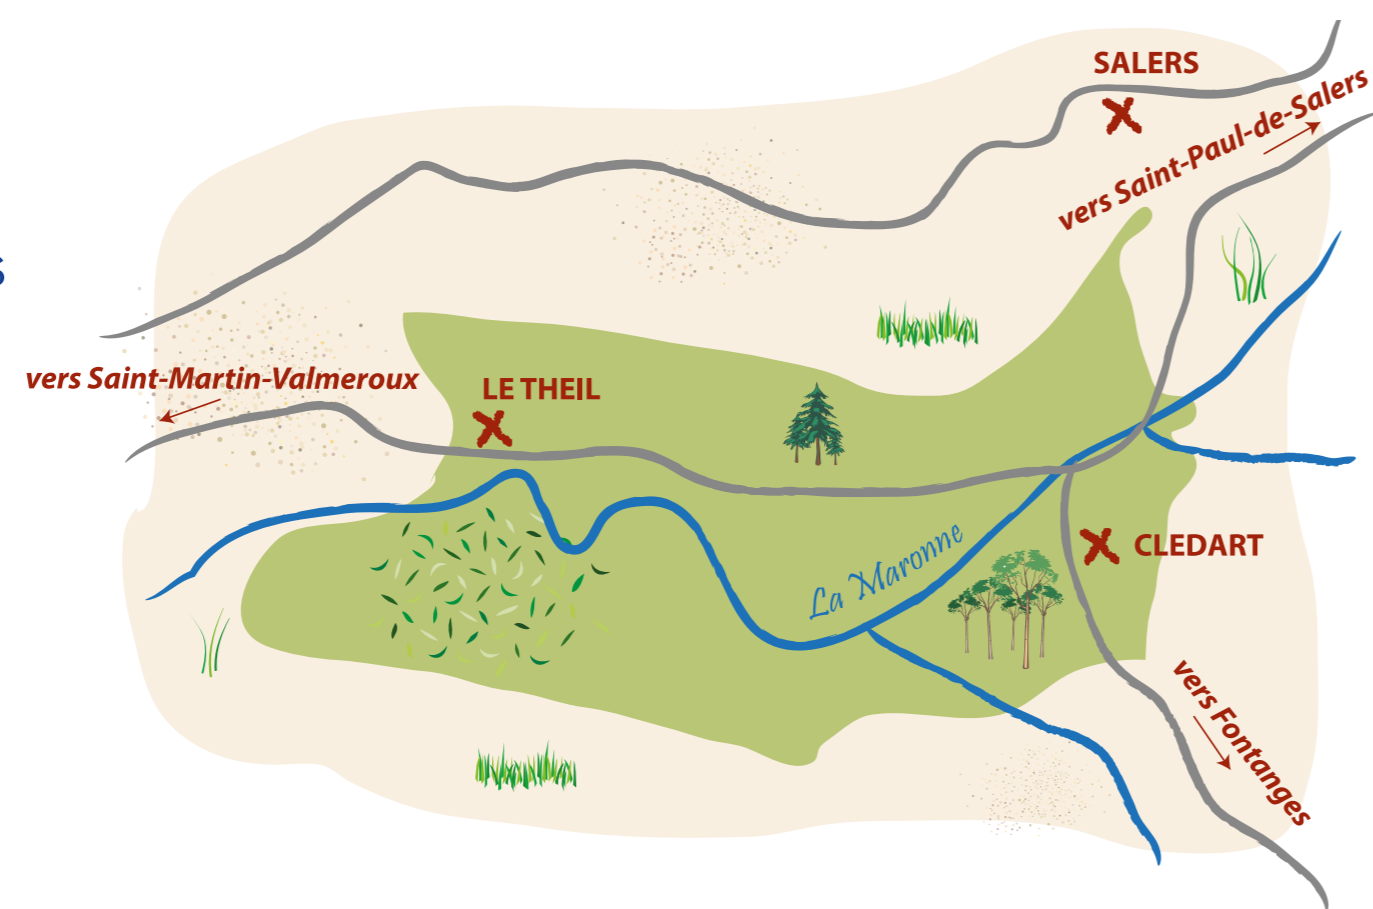 SALERS
vers Saint-Paul-de-Salers
s
vers Saint-Martin-Valmeroux
LE THEIL
La Maronne
CLEDART
vers Fontanges